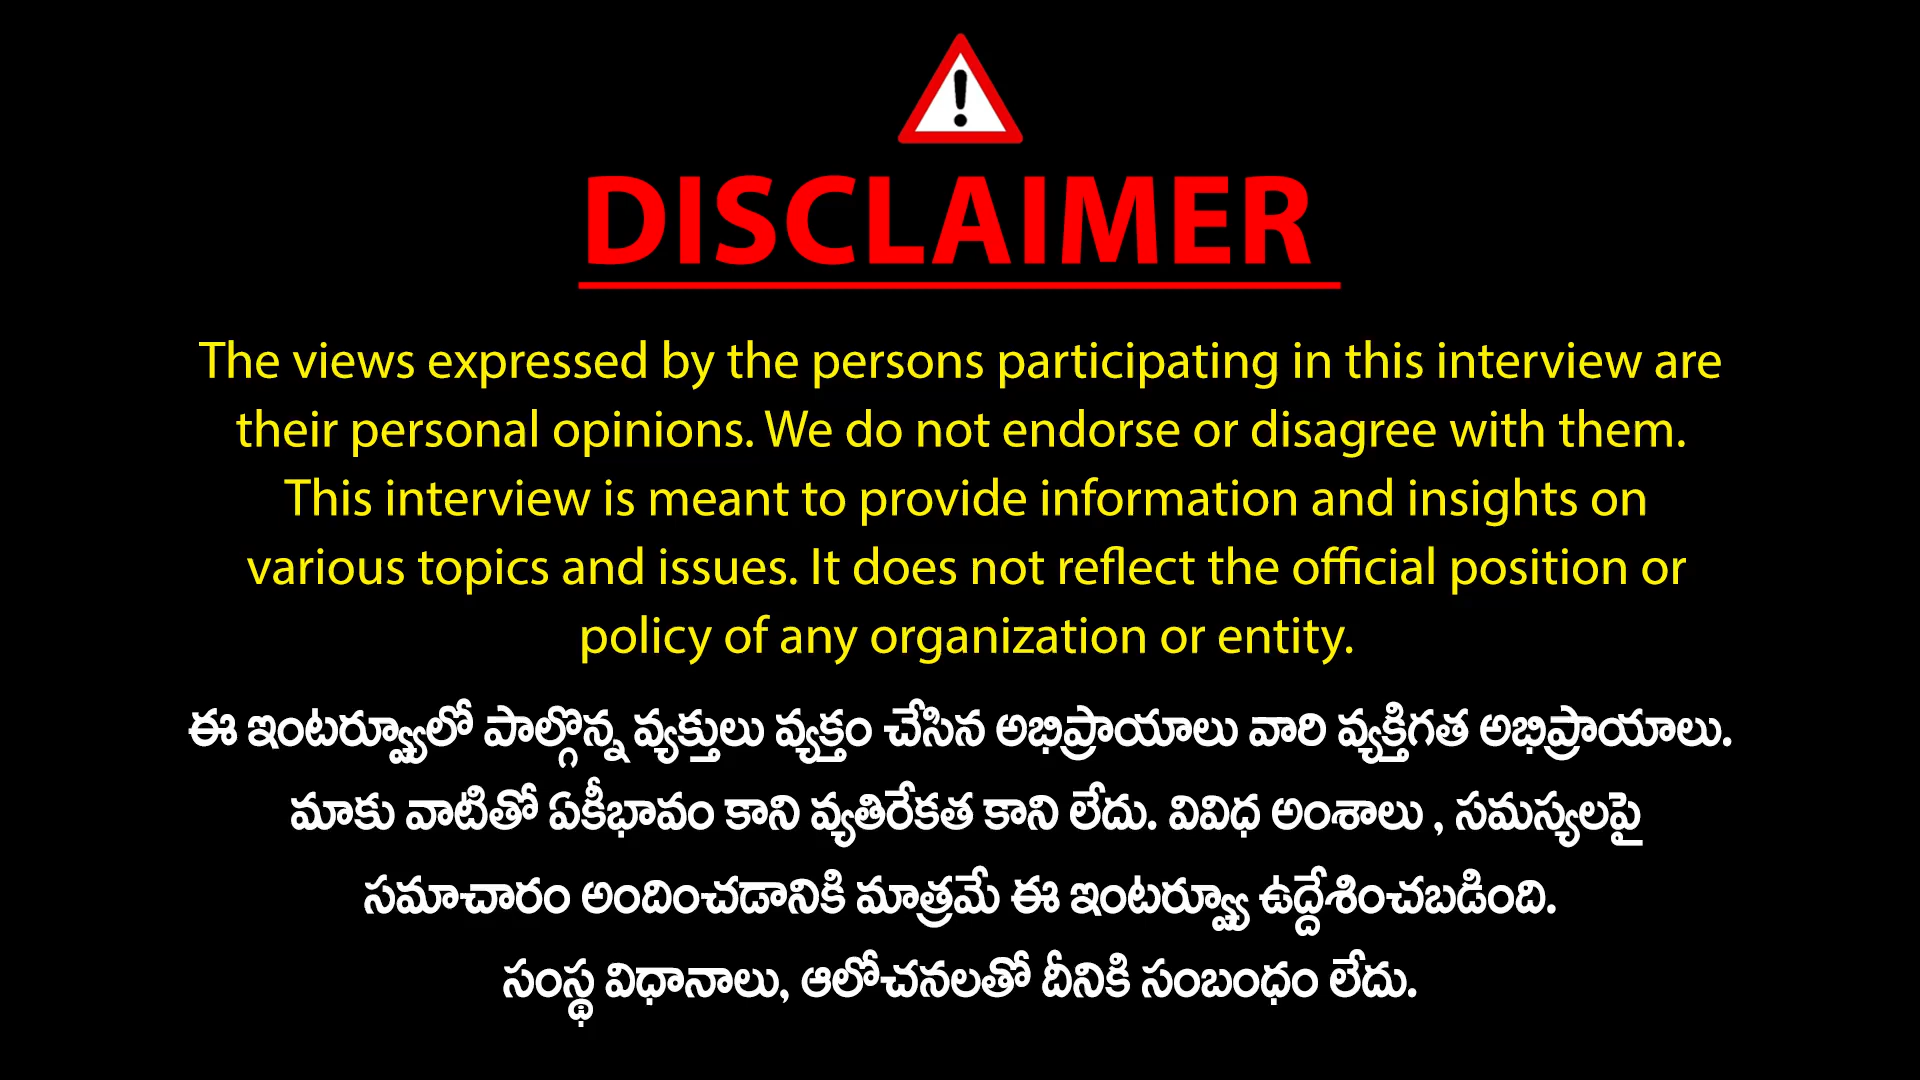 DISCLAIMER
The views expressed by the persons participating in this interview are
their personal opinions. We do not endorse or disagree with them.
This interview is meant to provide information and insights on
various topics and issues. It does not reflect the official position or
policy of any organization or entity.
ఈ ఇంటర్వ్యూలో పాల్గొన్న వ్యక్తులు వ్యక్తం చేసిన అభిప్రాయాలు వారి వ్యక్తిగత అభిప్రాయాలు.
మాకు వాటితో ఏకీభావం కాని వ్యతిరేకత కాని లేదు. వివిధ అంశాలు , సమస్యలపై
సమాచారం అందించడానికి మాత్రమే ఈ ఇంటర్వ్యూ ఉద్దేశించబడింది.
సంస్థ విధానాలు, ఆలోచనలతో దీనికి సంబంధం లేదు.